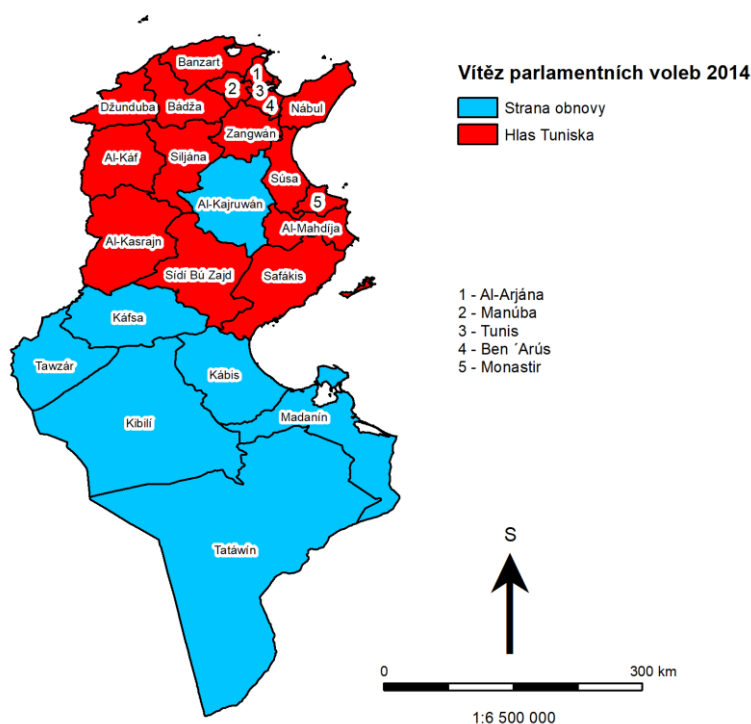 Vítěz parlamentních voleb 2014
Strana obnovy
Hlas Tuniska
Banzart
1
2
3
4
Džunduba
Bádža
Nábul
Zangwán
Al-Káf
Siljána
Súsa
Al-Kajruwán
5
Al-Mahdíja
Al-Kasrajn
Sídí Bú Zajd
Safákis
Káfsa
Tawzár
Kábis
Kibilí
Madanín
Tatáwín
1 - Al-Arjána
2 - Manúba
3 - Tunis
4 - Ben ´Arús
5 - Monastir
S
0 300 km
1:6 500 000